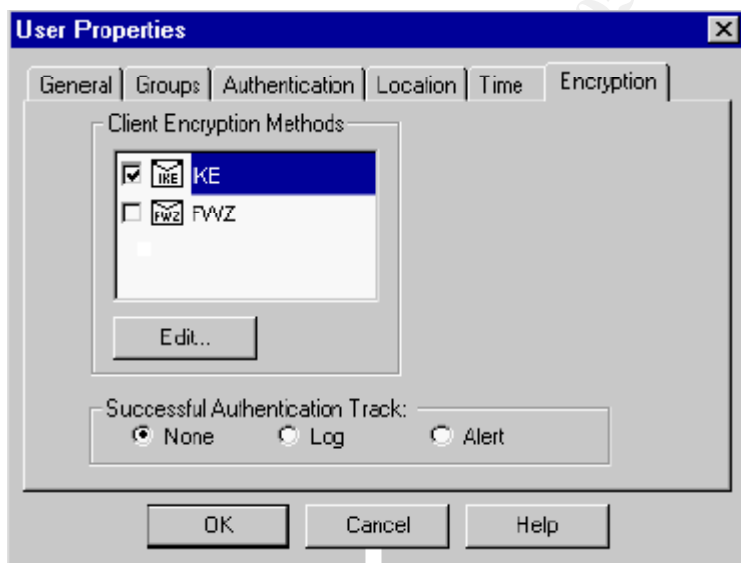 User Properties
General Groups Authentication Location Time Encryption
Client Encryption Methods
IKE IKE
FWZ FWZ
Edit...
Successful Authentication Track:
None Log Alert
OK Cancel Help